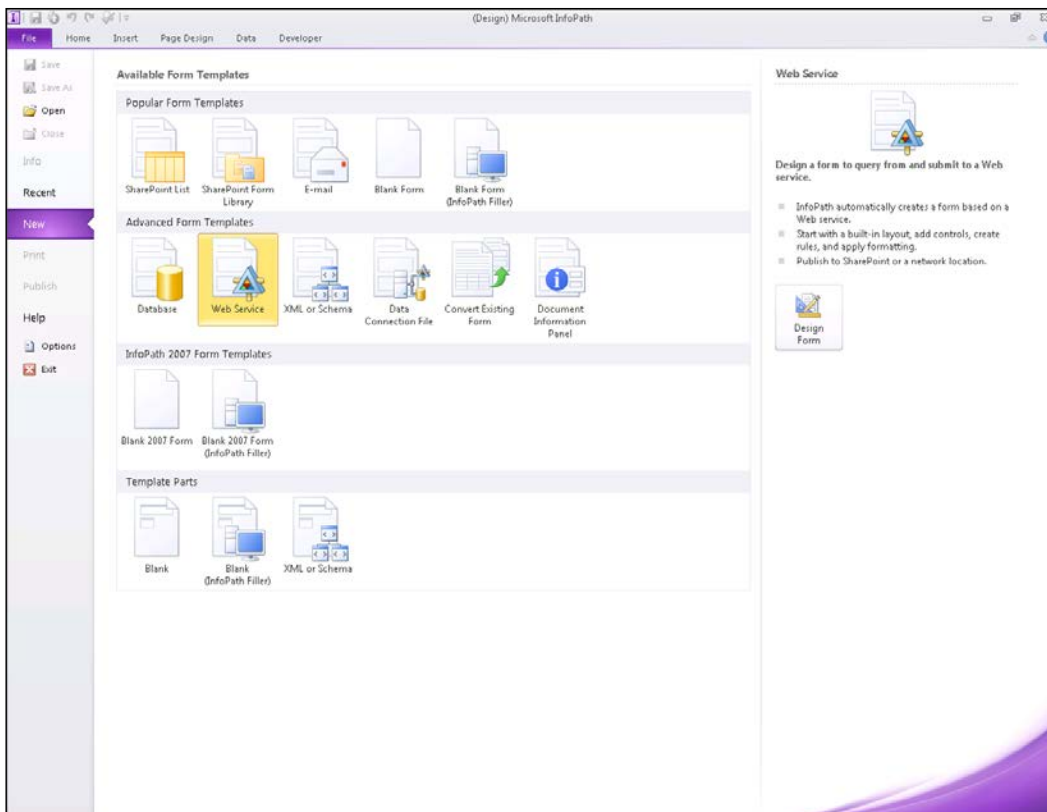 (Design) Microsoft InfoPath
File Home Insert Page Design Data Developer
Save
Save As
Open
Close
Info
Recent
New
Print
Publish
Help
Options
Exit
Available Form Templates
Popular Form Templates
SharePoint List
SharePoint Form
Library
E-mail
Blank Form
Blank Form
(InfoPath Filler)
Advanced Form Templates
Database
Web Service
XML or Schema
Data
Connection File
Convert Existing
Form
Document
Information
Panel
InfoPath 2007 Form Templates
Blank 2007 Form
Blank 2007 Form
(InfoPath Filler)
Template Parts
Blank
Blank
(InfoPath Filler)
XML or Schema
Web Service
Design a form to query from and submit to a Web
service.
InfoPath automatically creates a form based on a
Web service.
Start with a built-in layout, add controls, create
rules, and apply formatting.
Publish to SharePoint or a network location.
Design
Form